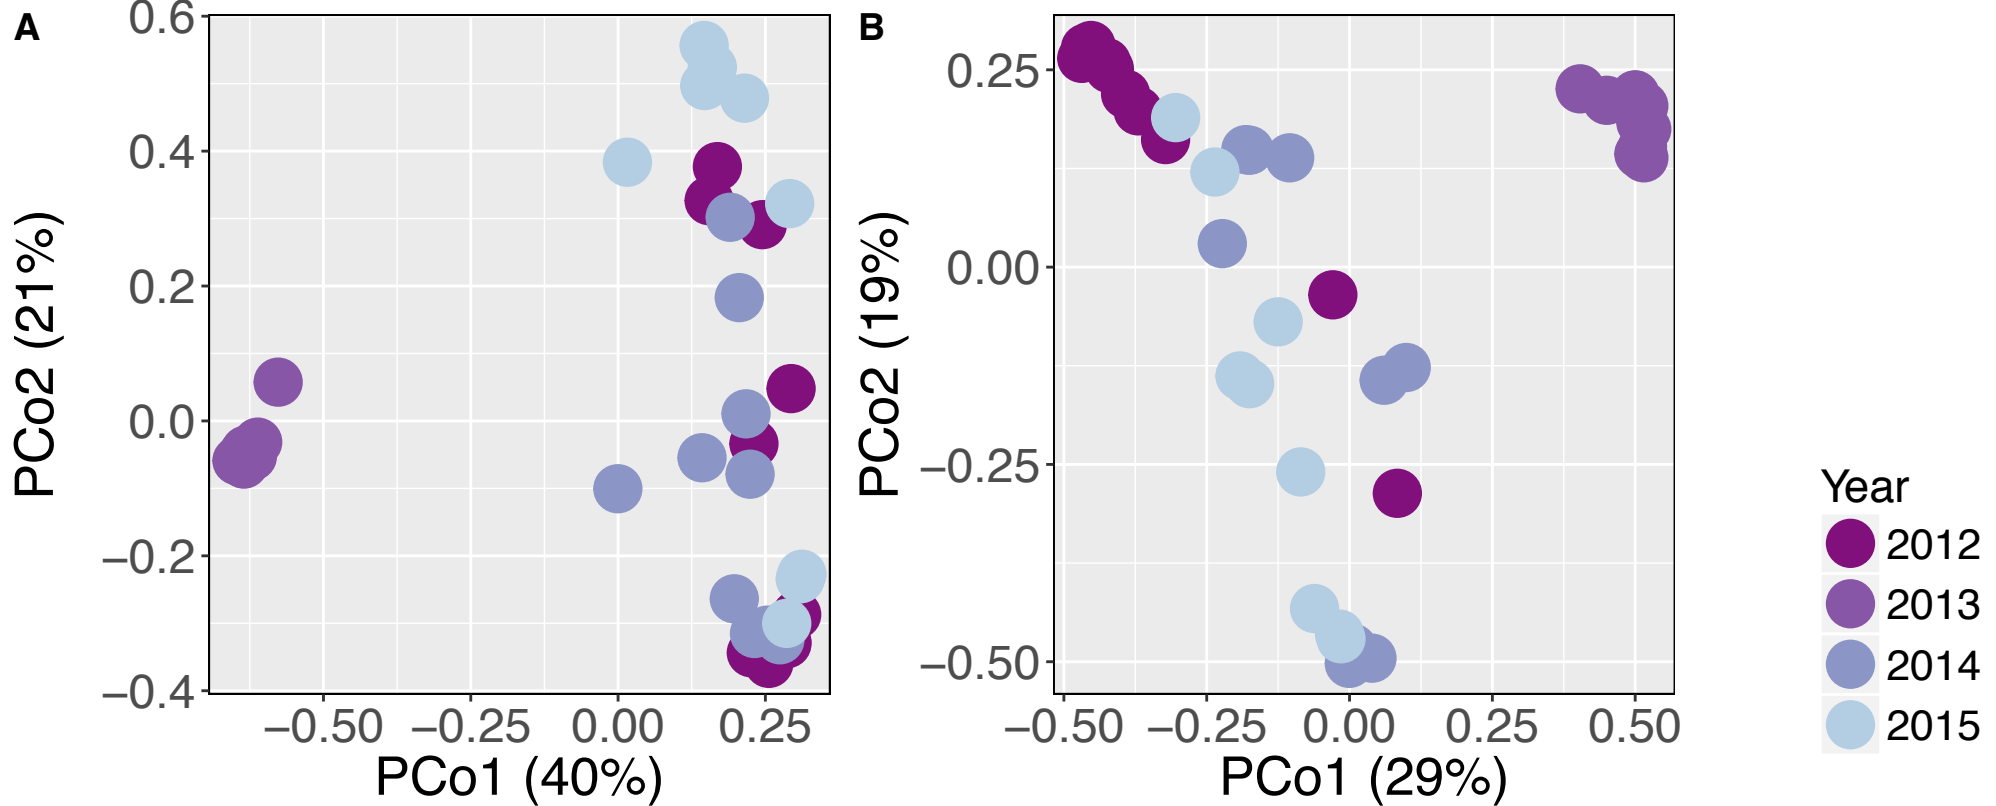 A
0.6
0.4
0.2
0.0
−0.2
−0.4
PCo2 (21%)
−0.50 −0.25 0.00 0.25
PCo1 (40%)
B
0.25
0.00
−0.25
−0.50
PCo2 (19%)
−0.50 −0.25 0.00 0.25 0.50
PCo1 (29%)
Year
2012
2013
2014
2015